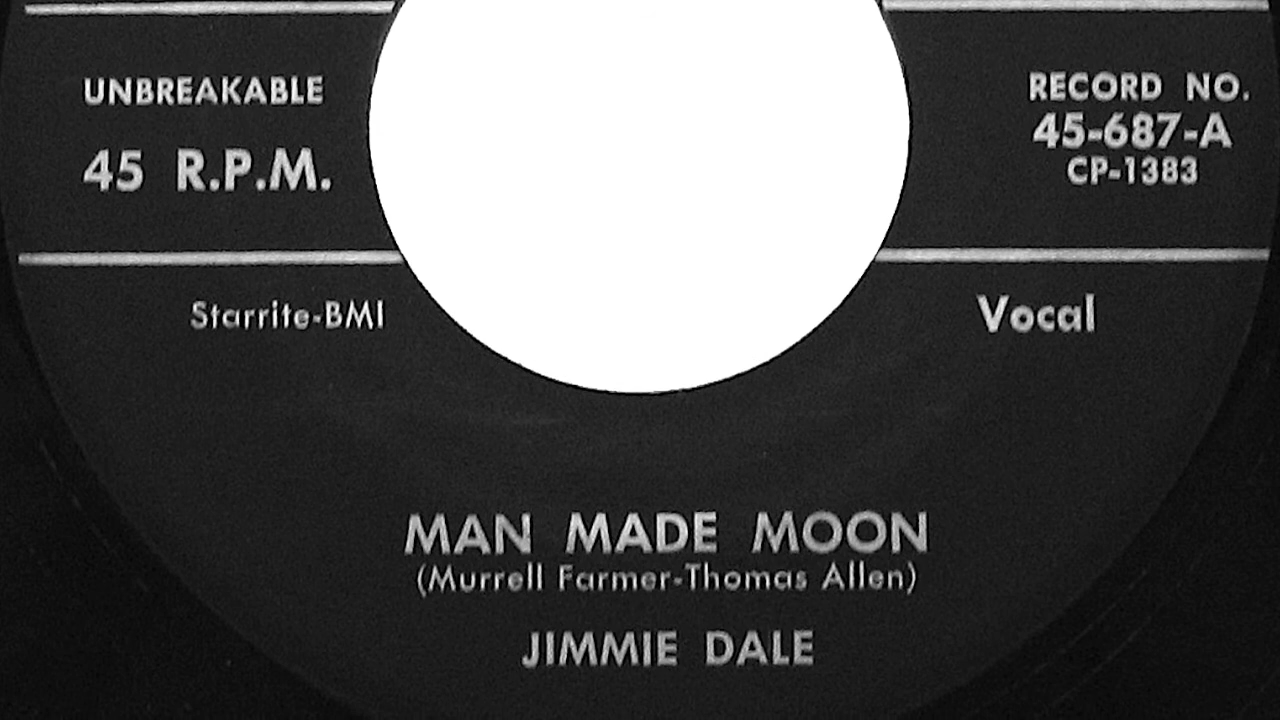 UNBREAKABLE
45 R.P.M.
RECORD NO.
45-687-A
CP-1383
Starrite-BMI
Vocal
MAN MADE MOON
(Murrell Farmer-Thomas Allen)
JIMMIE DALE